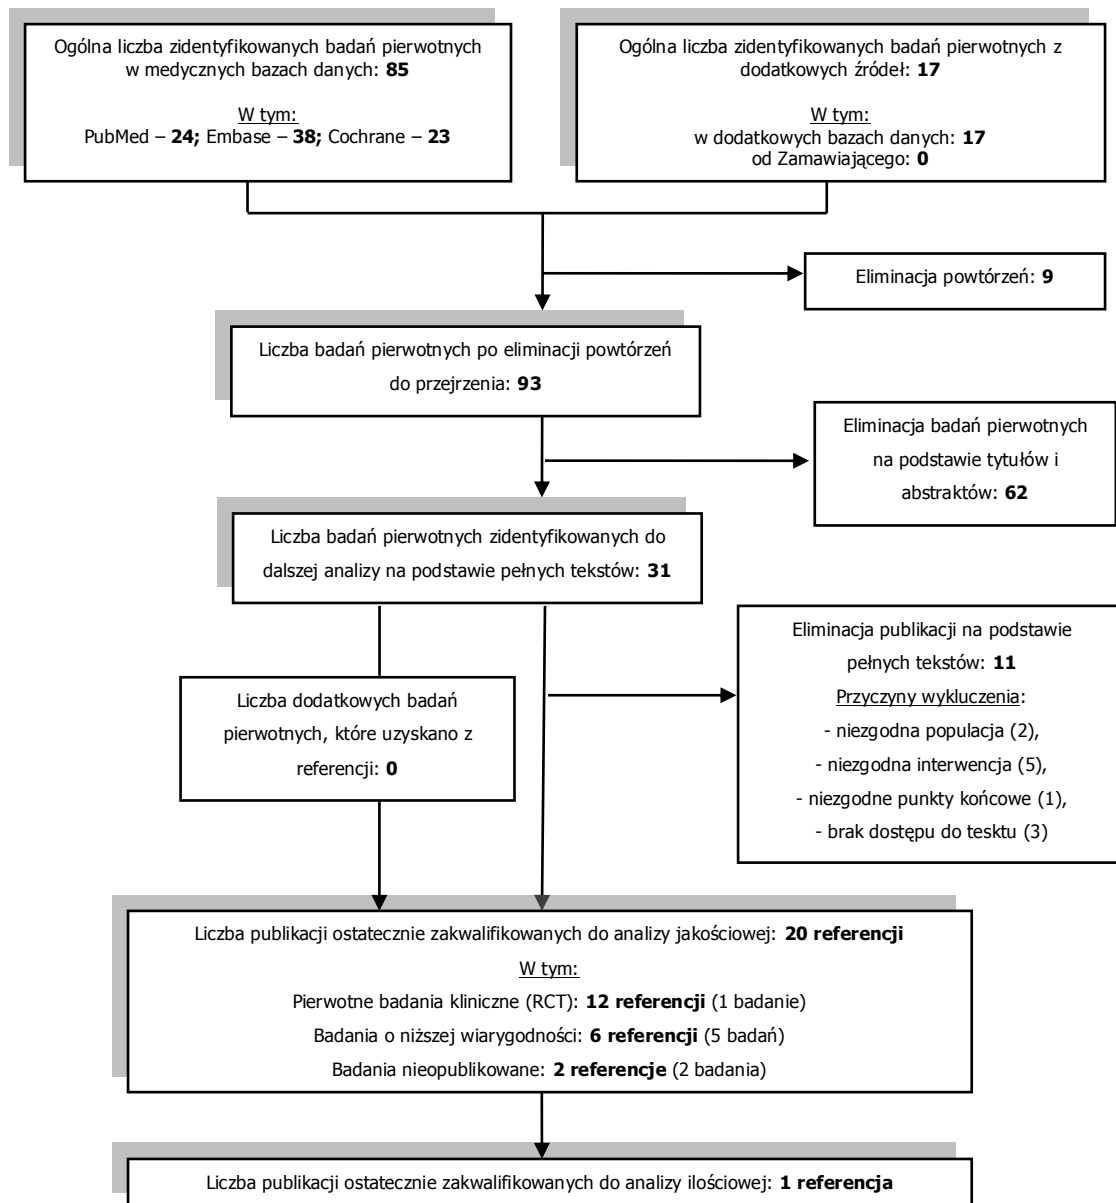 Ogólna liczba zidentyfikowanych badań pierwotnych
w medycznych bazach danych: 85
W tym:
PubMed – 24; Embase – 38; Cochrane – 23
Ogólna liczba zidentyfikowanych badań pierwotnych z
dodatkowych źródeł: 17
W tym:
w dodatkowych bazach danych: 17
od Zamawiającego: 0
Eliminacja powtórzeń: 9
Liczba badań pierwotnych po eliminacji powtórzeń
do przejrzenia: 93
Eliminacja badań pierwotnych
na podstawie tytułów i
abstraktów: 62
Liczba badań pierwotnych zidentyfikowanych do
dalszej analizy na podstawie pełnych tekstów: 31
Eliminacja publikacji na podstawie
pełnych tekstów: 11
Przyczyny wykluczenia:
- niezgodna populacja (2),
- niezgodna interwencja (5),
- niezgodne punkty końcowe (1),
- brak dostępu do tesktu (3)
Liczba dodatkowych badań
pierwotnych, które uzyskano z
referencji: 0
Liczba publikacji ostatecznie zakwalifikowanych do analizy jakościowej: 20 referencji
W tym:
Pierwotne badania kliniczne (RCT): 12 referencji (1 badanie)
Badania o niższej wiarygodności: 6 referencji (5 badań)
Badania nieopublikowane: 2 referencje (2 badania)
Liczba publikacji ostatecznie zakwalifikowanych do analizy ilościowej: 1 referencja